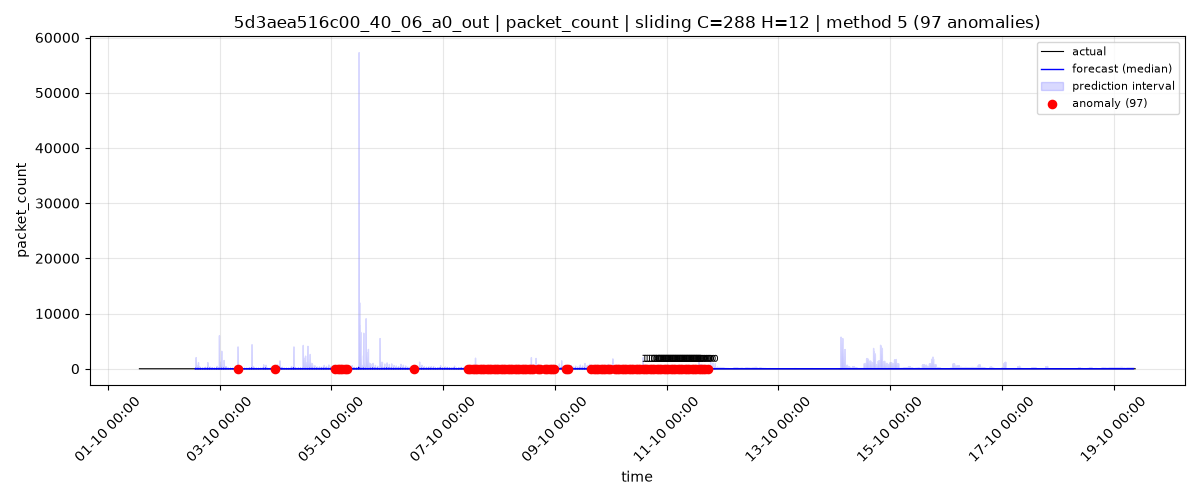 5d3aea516c00_40_06_a0_out | packet_count | sliding C=288 H=12 | method 5 (97 anomalies)
actual
forecast (median)
prediction interval
anomaly (97)
packet_count
60000
50000
40000
30000
20000
10000
0
01-10 00:00
03-10 00:00
05-10 00:00
07-10 00:00
09-10 00:00
11-10 00:00
13-10 00:00
15-10 00:00
17-10 00:00
19-10 00:00
time